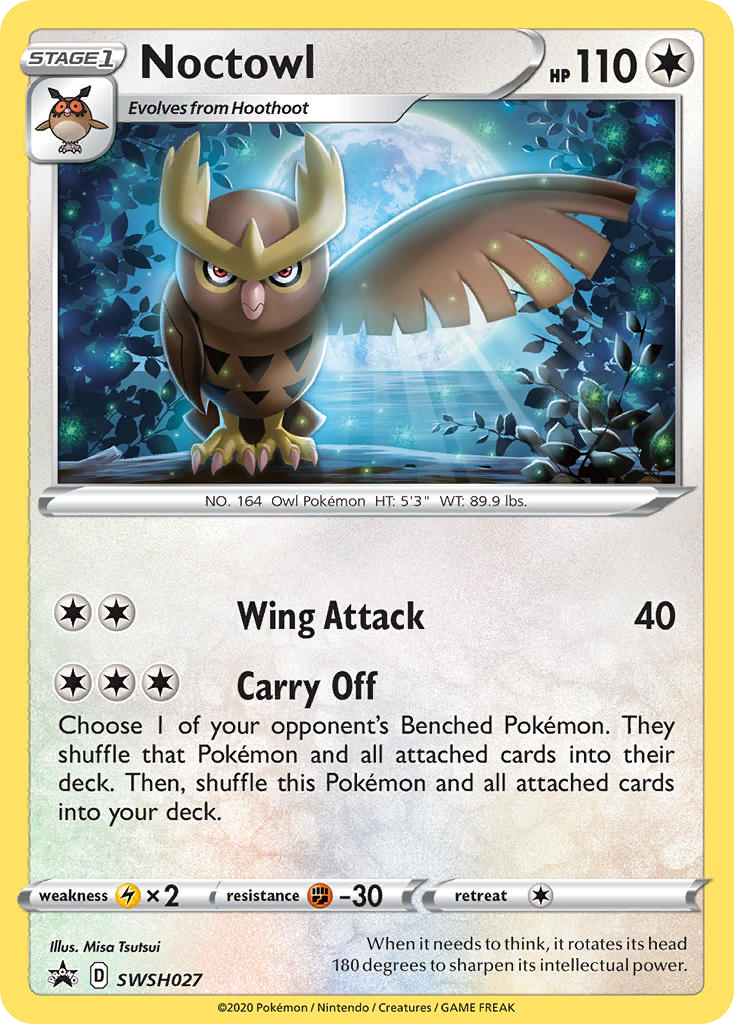 STAGE 1
Noctowl
HP 110
Evolves from Hoothoot
NO. 164 Owl Pokémon HT: 5'3" WT: 89.9 lbs.
Wing Attack 40
Carry Off
Choose 1 of your opponent's Benched Pokémon. They
shuffle that Pokémon and all attached cards into their
deck. Then, shuffle this Pokémon and all attached cards
into your deck.
weakness ×2 resistance -30 retreat
Illus. Misa Tsutsui
D SWSH027
When it needs to think, it rotates its head
180 degrees to sharpen its intellectual power.
©2020 Pokémon / Nintendo / Creatures / GAME FREAK